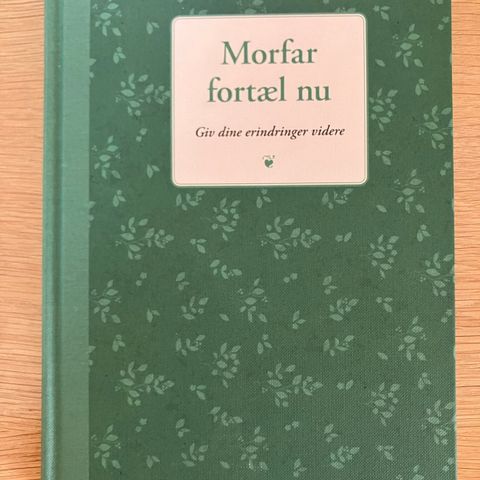 Morfar
fortæl nu
Giv dine erindringer videre